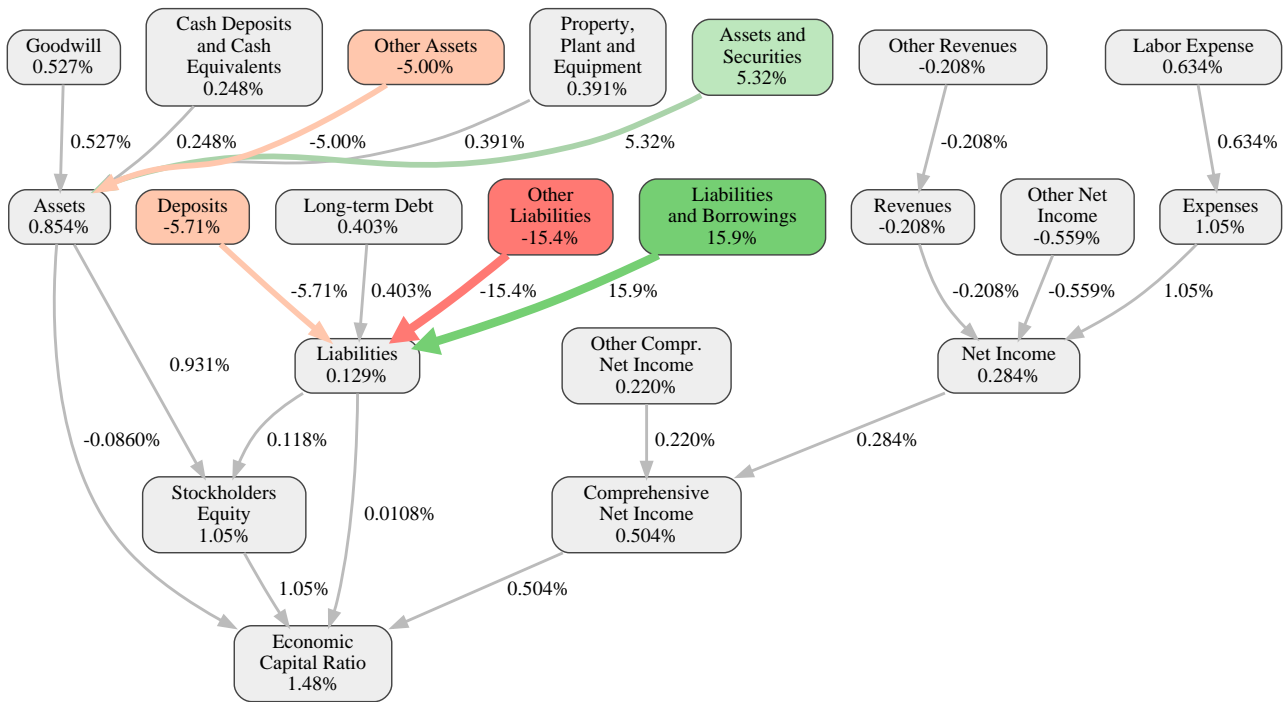 Goodwill
0.527%
Cash Deposits
and Cash
Equivalents
0.248%
Other Assets
-5.00%
Property,
Plant and
Equipment
0.391%
Assets and
Securities
5.32%
Other Revenues
-0.208%
Labor Expense
0.634%
0.527%
0.248%
-5.00%
0.391%
5.32%
-0.208%
0.634%
Assets
0.854%
Deposits
-5.71%
Long-term Debt
0.403%
Other
Liabilities
-15.4%
Liabilities
and Borrowings
15.9%
Revenues
-0.208%
Other Net
Income
-0.559%
Expenses
1.05%
-5.71%
0.403%
-15.4%
15.9%
-0.208%
-0.559%
1.05%
0.931%
Liabilities
0.129%
Other Compr.
Net Income
0.220%
Net Income
0.284%
-0.0860%
0.118%
0.220%
0.284%
Stockholders
Equity
1.05%
0.0108%
Comprehensive
Net Income
0.504%
1.05%
0.504%
Economic
Capital Ratio
1.48%